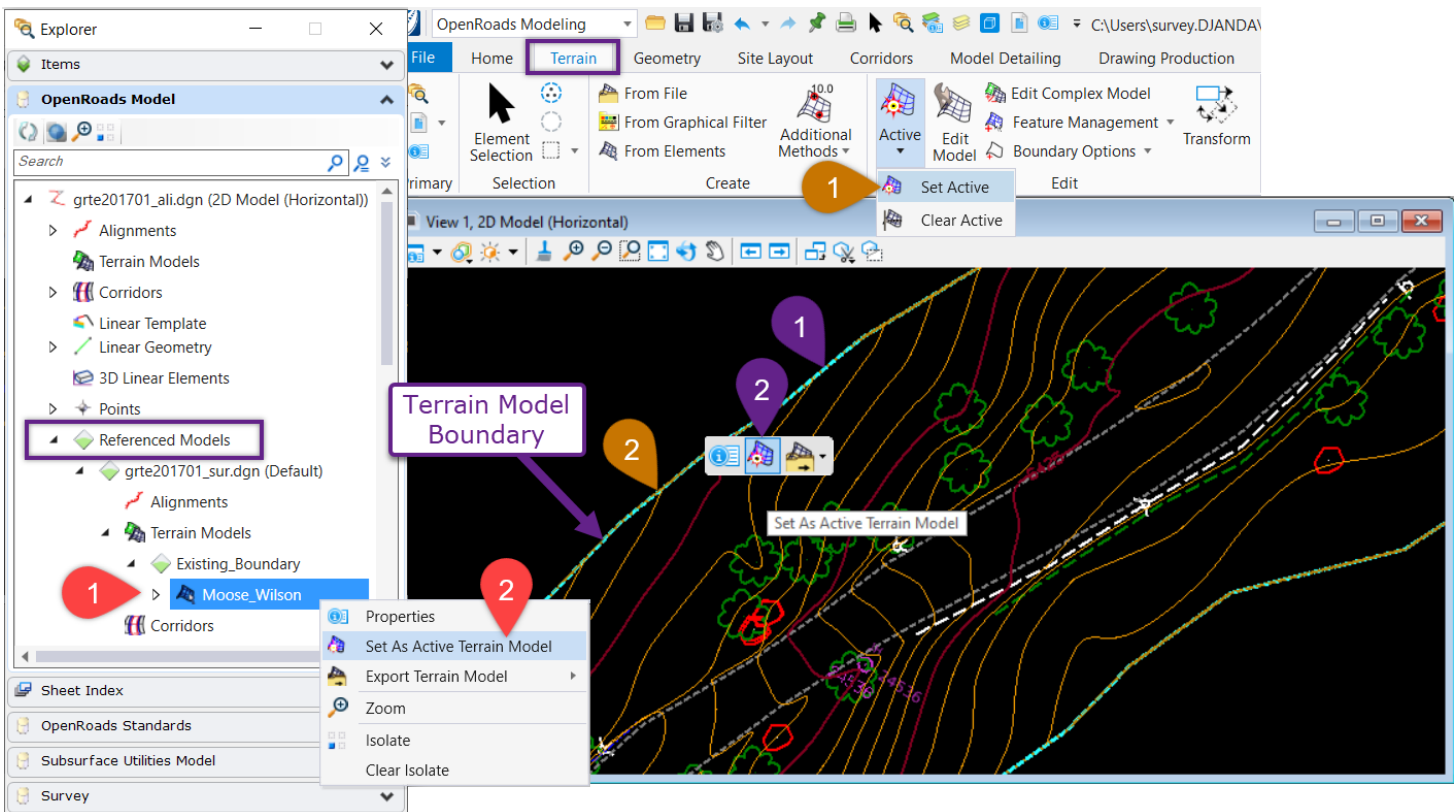 Explorer
Items
OpenRoads Model
Search
grte201701_ali.dgn (2D Model (Horizontal))
Alignments
Terrain Models
Corridors
Linear Template
Linear Geometry
3D Linear Elements
Points
Referenced Models
grte201701_sur.dgn (Default)
Alignments
Terrain Models
Existing_Boundary
1
Moose_Wilson
Corridors
Sheet Index
OpenRoads Standards
Subsurface Utilities Model
Survey
2
Properties
Set As Active Terrain Model
Export Terrain Model
Zoom
Isolate
Clear Isolate
OpenRoads Modeling
C:\Users\survey.DJANDA\
File
Home
Terrain
Geometry
Site Layout
Corridors
Model Detailing
Drawing Production
Element
Selection
From File
From Graphical Filter
From Elements
10.0
Additional
Methods
Active
Edit
Model
Edit Complex Model
Feature Management
Boundary Options
Transform
Primary
Selection
Create
Edit
1
Set Active
Clear Active
View 1, 2D Model (Horizontal)
1
2
Terrain Model
Boundary
2
Set As Active Terrain Model